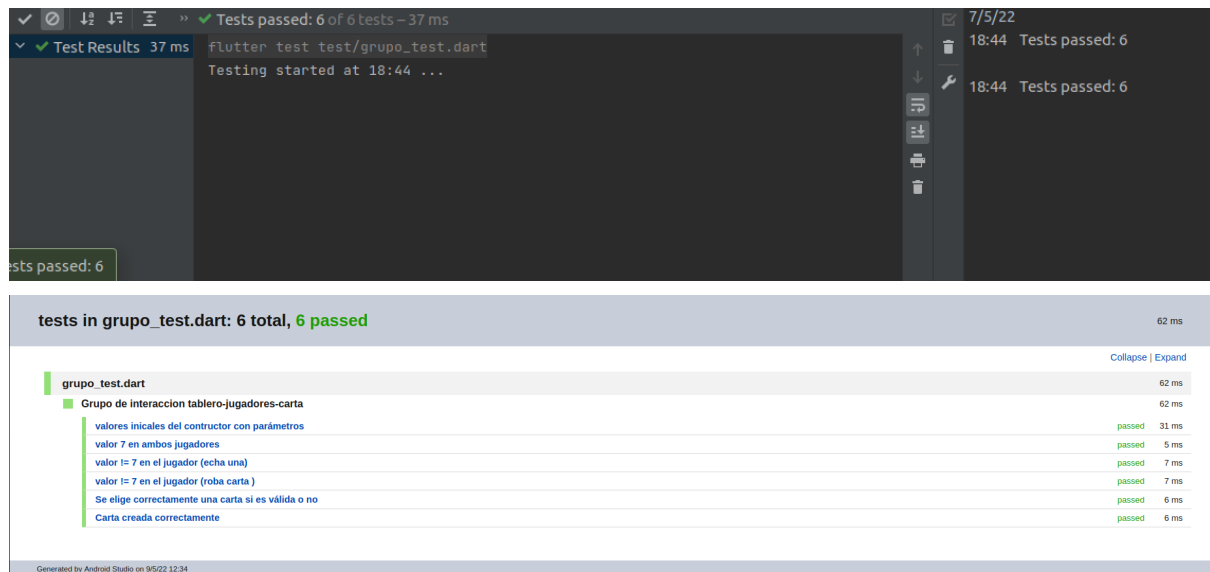 » Tests passed: 6 of 6 tests – 37 ms
Test Results 37 ms
flutter test test/grupo_test.dart
Testing started at 18:44 ...
7/5/22
18:44 Tests passed: 6
18:44 Tests passed: 6
ests passed: 6
tests in grupo_test.dart: 6 total, 6 passed 62 ms
Collapse | Expand
grupo_test.dart 62 ms
Grupo de interaccion tablero-jugadores-carta 62 ms
valores inicales del contructor con parámetros passed 31 ms
valor 7 en ambos jugadores passed 5 ms
valor != 7 en el jugador (echa una) passed 7 ms
valor != 7 en el jugador (roba carta ) passed 7 ms
Se elige correctamente una carta si es válida o no passed 6 ms
Carta creada correctamente passed 6 ms
Generated by Android Studio on 9/5/22 12:34